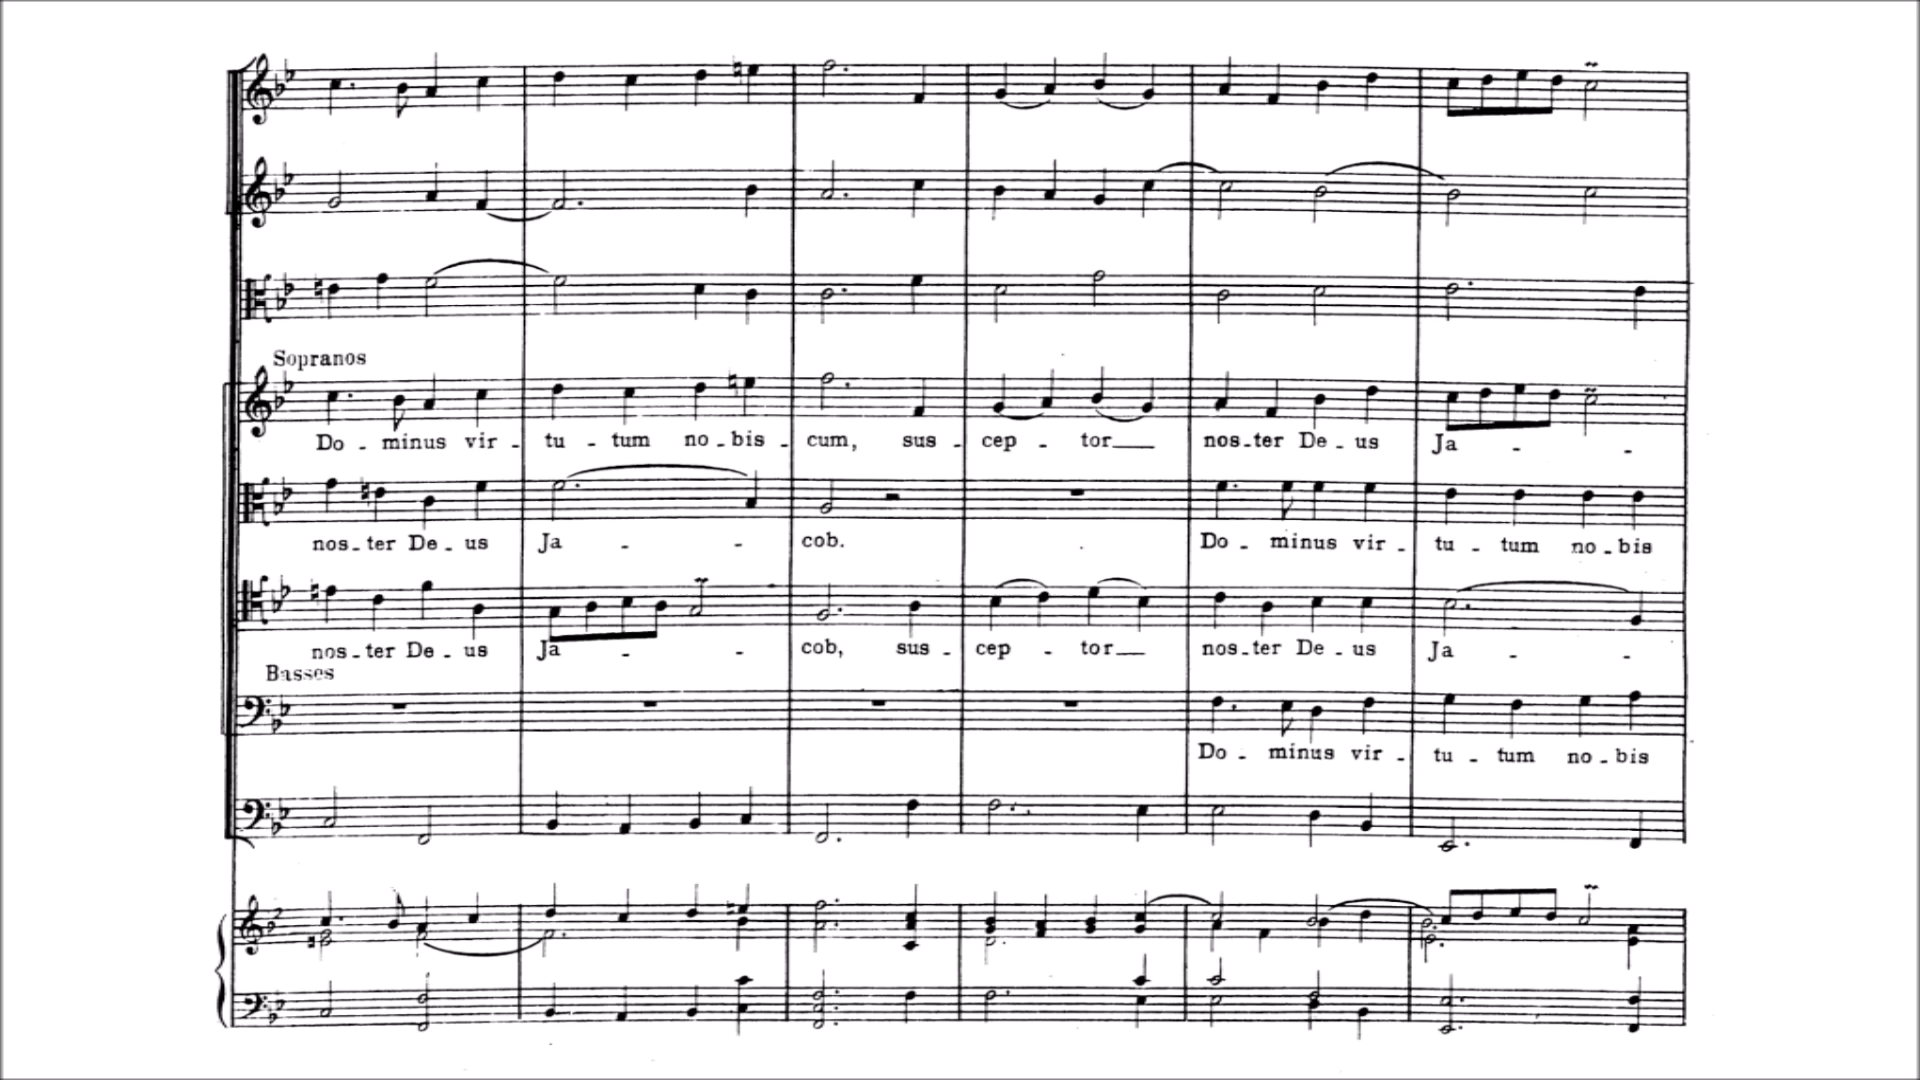 Sopranos
Do - minus vir - tu - tum no - bis - cum, sus - cep - tor nos - ter De - us Ja - -
nos - ter De - us Ja - - cob. Do - minus vir - tu - tum no - bis
nos - ter De - us Ja - - cob, sus - cep - tor nos - ter De - us Ja - -
Basses
Do - minus vir - tu - tum no - bis